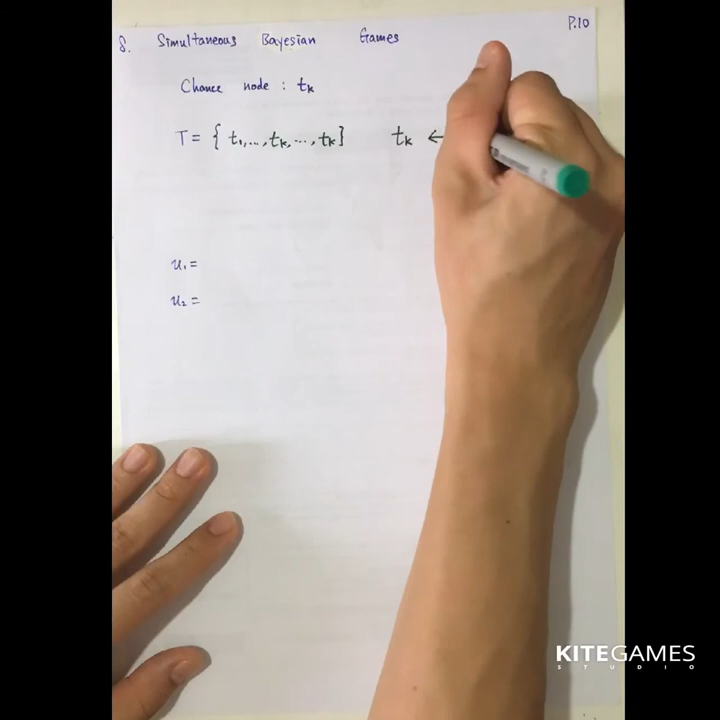 P.10
8. Simultaneous Bayesian Games
Chance node : tk
T = { t1,...,tk,...,tk} tk ←
u1 =
u2 =
KITEGAMES
STUDIO